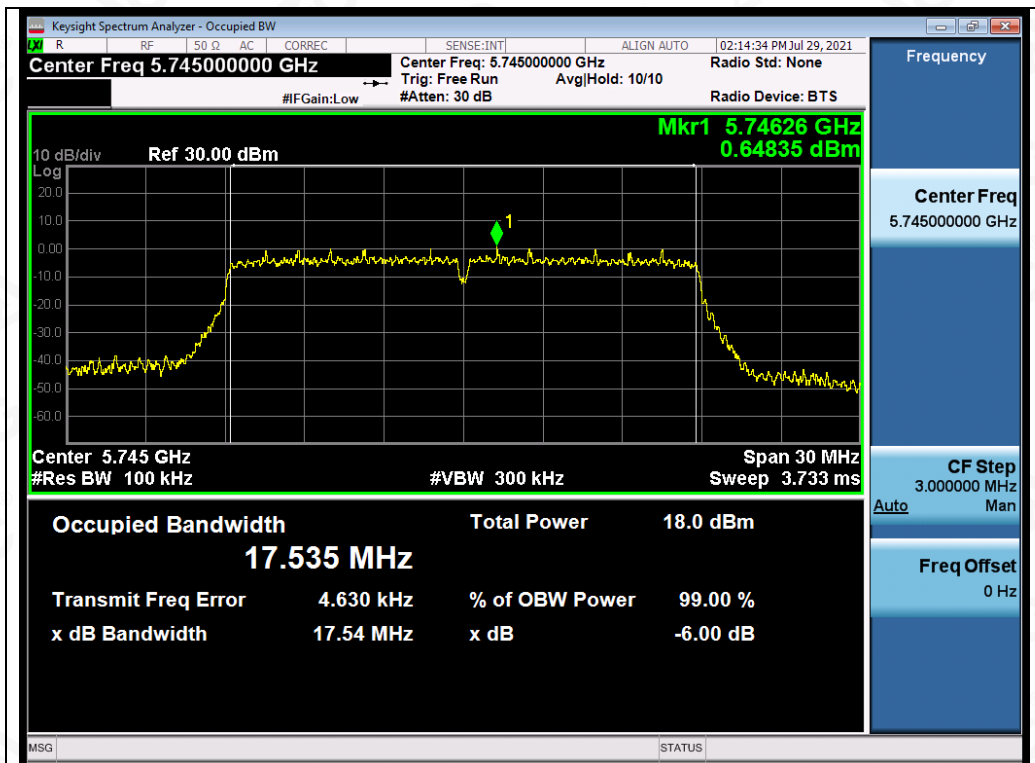 Keysight Spectrum Analyzer - Occupied BW
LXI R RF 50 Ω AC CORREC SENSE:INT ALIGN AUTO 02:14:34 PM Jul 29, 2021
Center Freq 5.745000000 GHz
Center Freq: 5.745000000 GHz
Radio Std: None
Trig: Free Run Avg|Hold: 10/10
#IFGain:Low
#Atten: 30 dB
Radio Device: BTS
Mkr1 5.74626 GHz
0.64835 dBm
10 dB/div Ref 30.00 dBm
Log
20.0
10.0
0.00
-10.0
-20.0
-30.0
-40.0
-50.0
-60.0
1
Center 5.745 GHz Span 30 MHz
#Res BW 100 kHz #VBW 300 kHz Sweep 3.733 ms
Occupied Bandwidth Total Power 18.0 dBm
17.535 MHz
Transmit Freq Error 4.630 kHz % of OBW Power 99.00 %
x dB Bandwidth 17.54 MHz x dB -6.00 dB
Frequency
Center Freq
5.745000000 GHz
CF Step
3.000000 MHz
Auto Man
Freq Offset
0 Hz
MSG STATUS